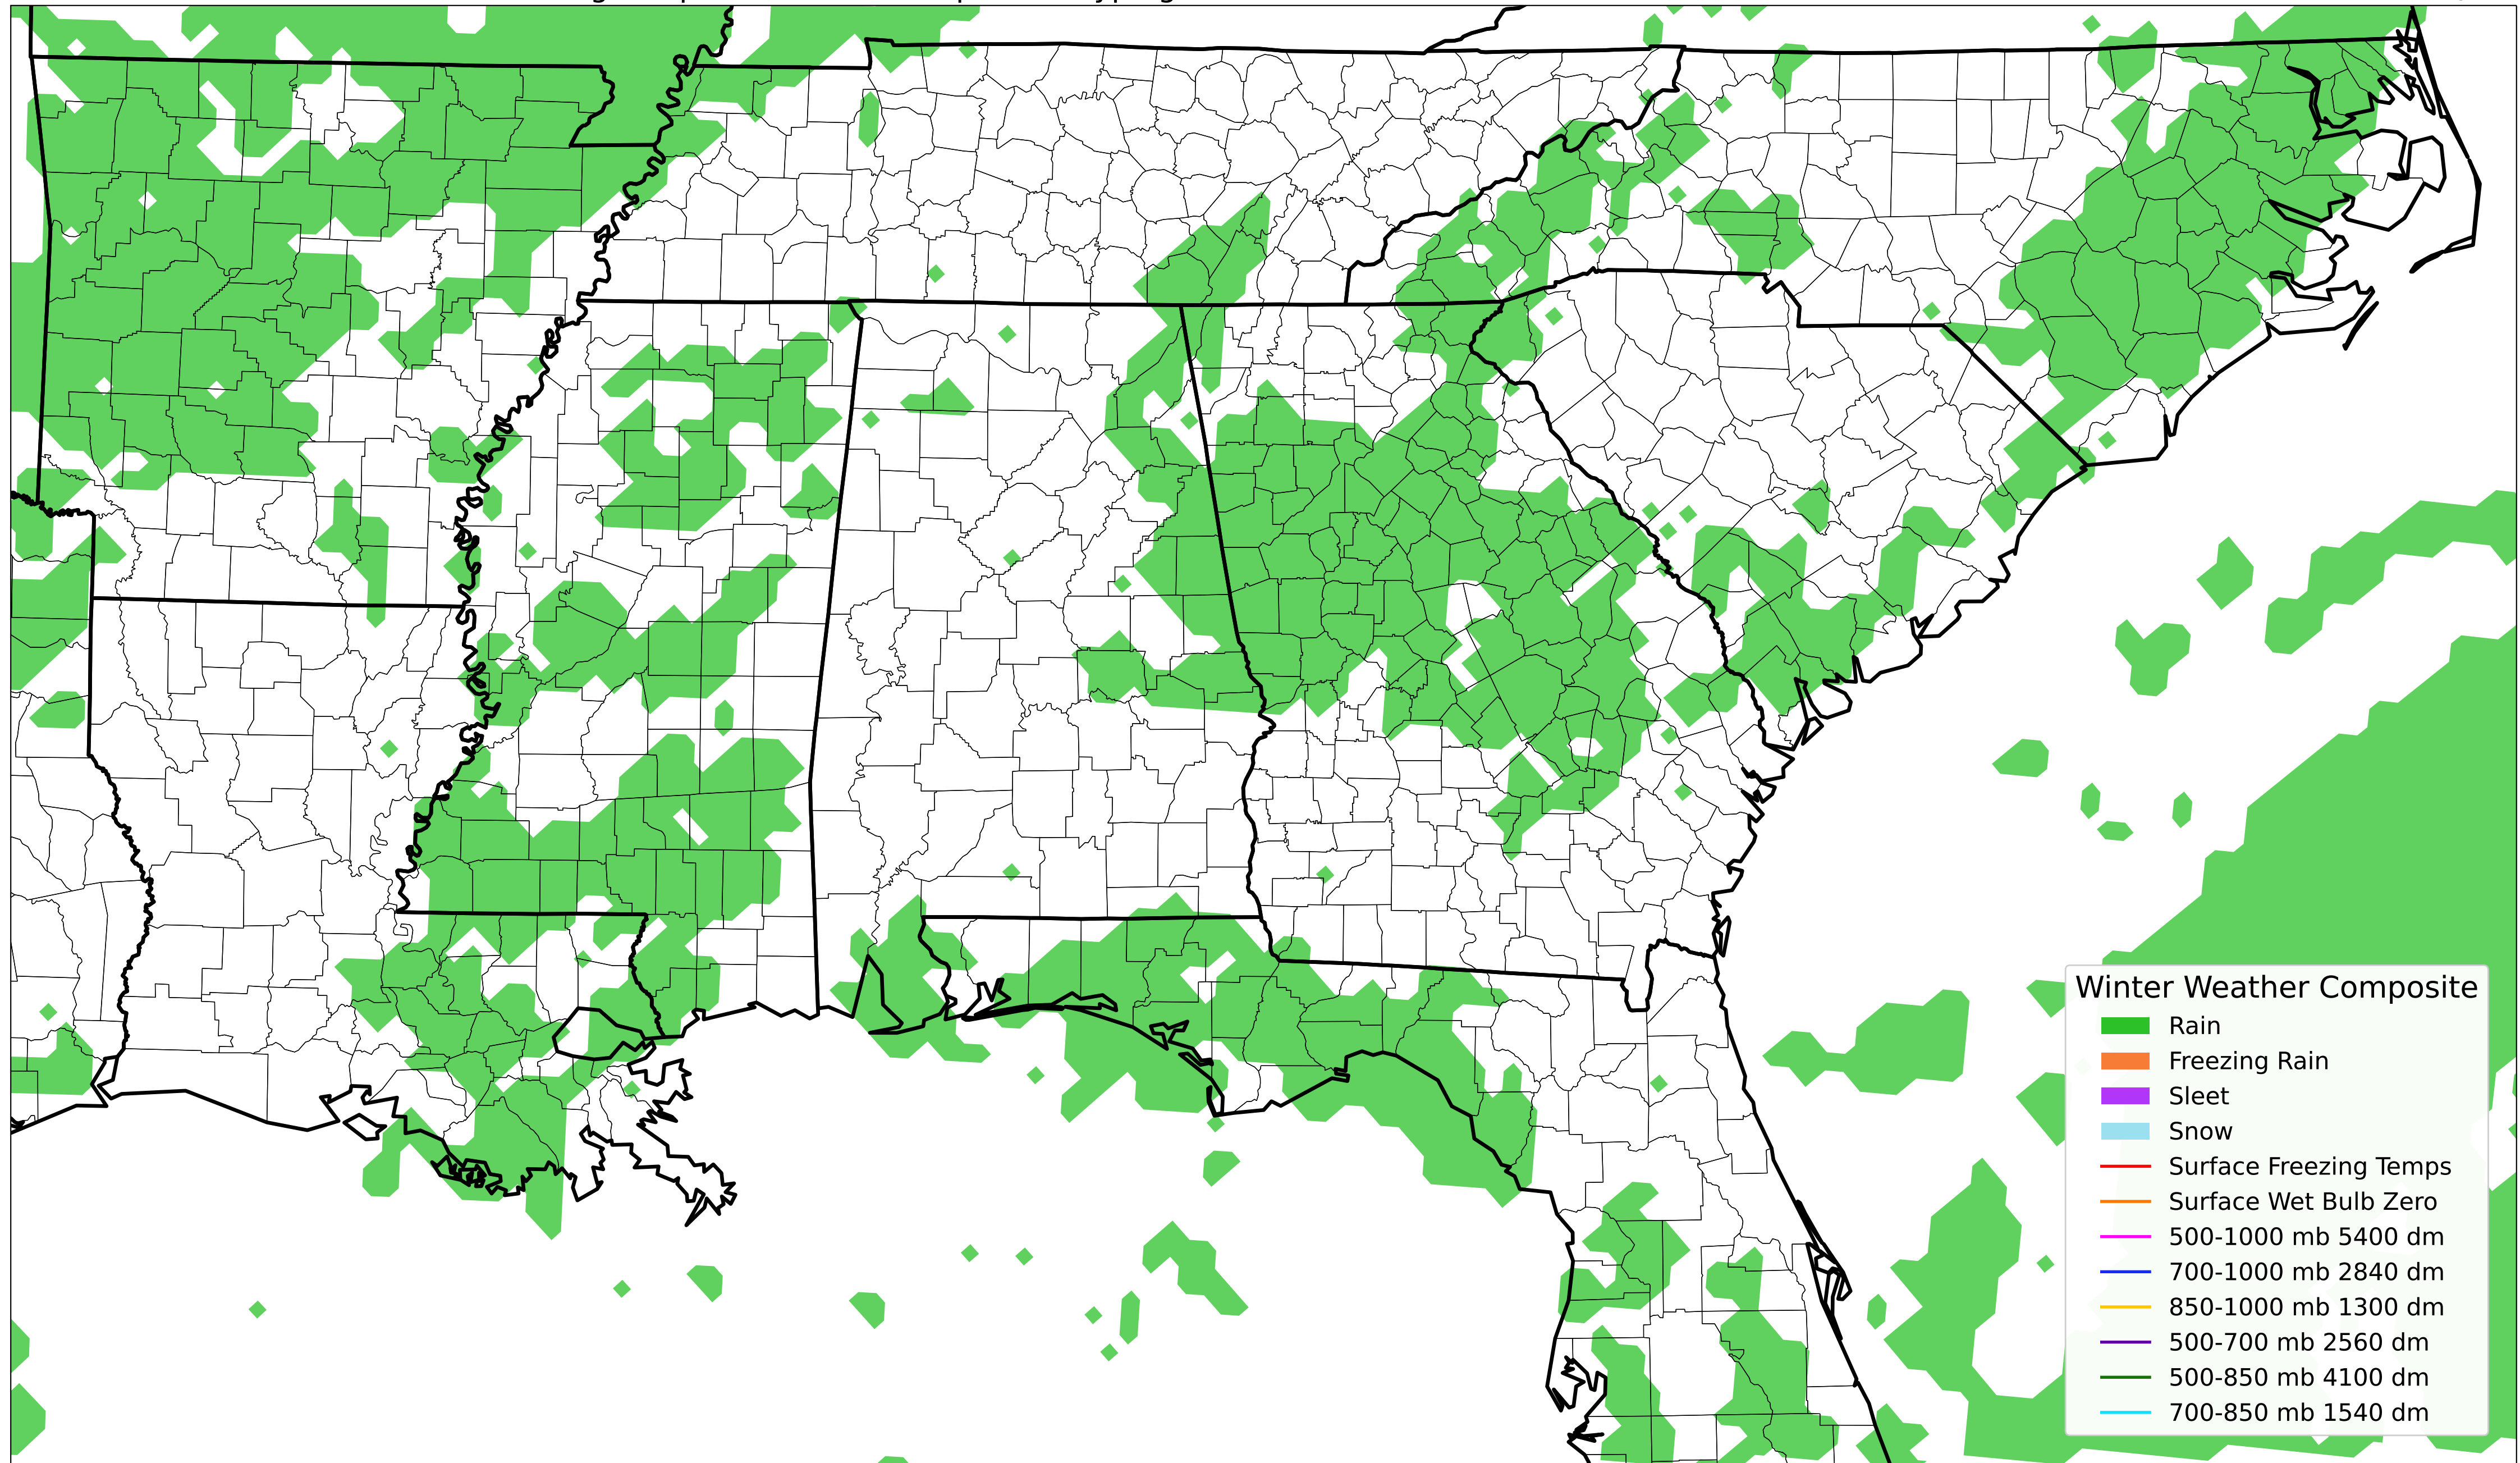 Winter Weather Composite
Rain
Freezing Rain
Sleet
Snow
Surface Freezing Temps
Surface Wet Bulb Zero
500-1000 mb 5400 dm
700-1000 mb 2840 dm
850-1000 mb 1300 dm
500-700 mb 2560 dm
500-850 mb 4100 dm
700-850 mb 1540 dm